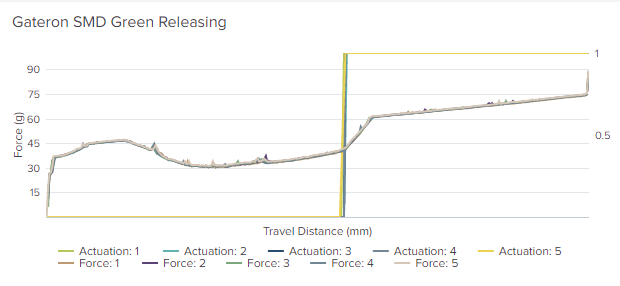 Gateron SMD Green Releasing
1
90
75
60
0.5
45
30
15
Force (g)
Travel Distance (mm)
Actuation: 1 Actuation: 2 Actuation: 3 Actuation: 4 Actuation: 5
Force: 1 Force: 2 Force: 3 Force: 4 Force: 5